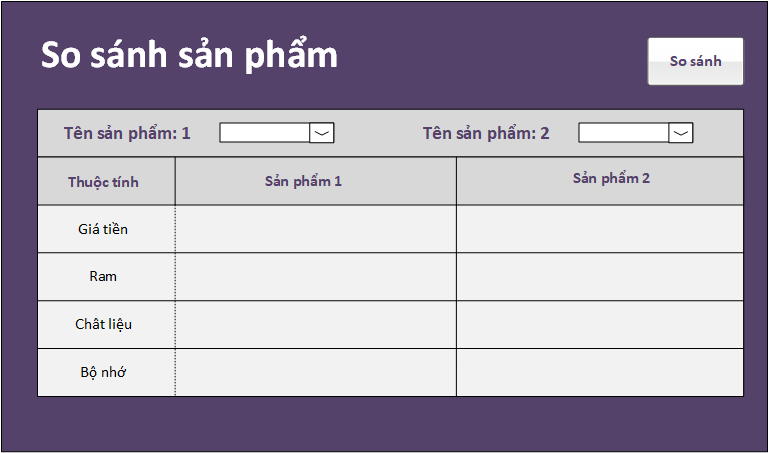 So sánh sản phẩm
So sánh
Tên sản phẩm: 1
Tên sản phẩm: 2
Thuộc tính
Sản phẩm 1
Sản phẩm 2
Giá tiền
Ram
Chât liệu
Bộ nhớ